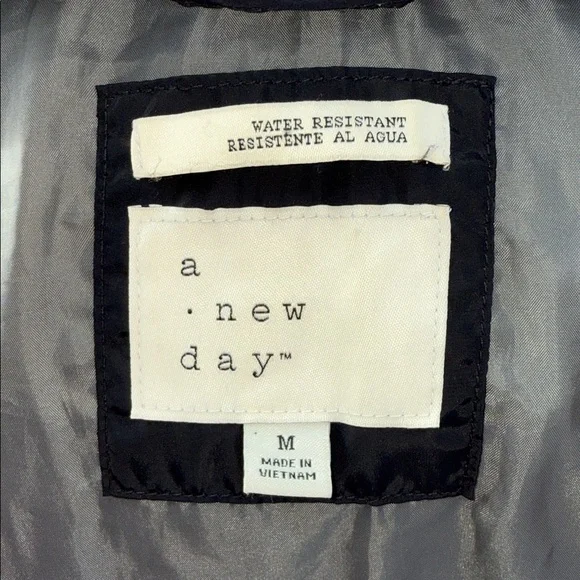 WATER RESISTANT
RESISTENTE AL AGUA
a
· new
day™
M
MADE IN
VIETNAM